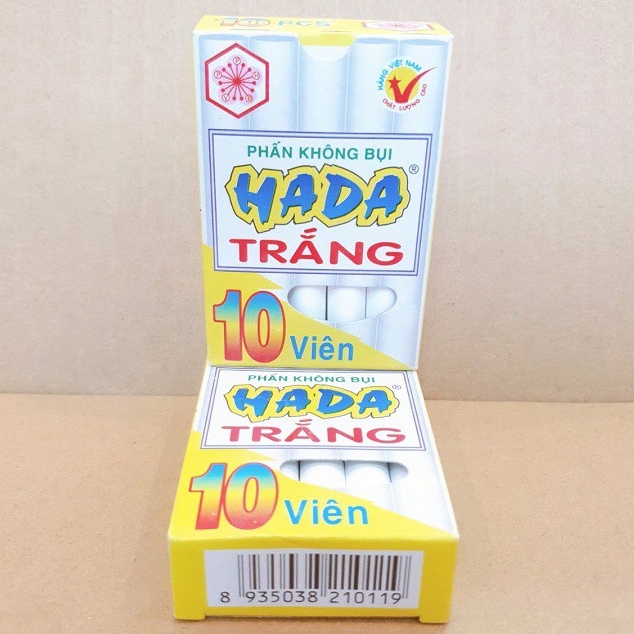 10 PCS
HÀNG VIỆT NAM
CHẤT LƯỢNG CAO
PHẤN KHÔNG BỤI
HADA®
TRẮNG
10 Viên
PHẤN KHÔNG BỤI
HADA®
TRẮNG
10 Viên
8 935038 210119